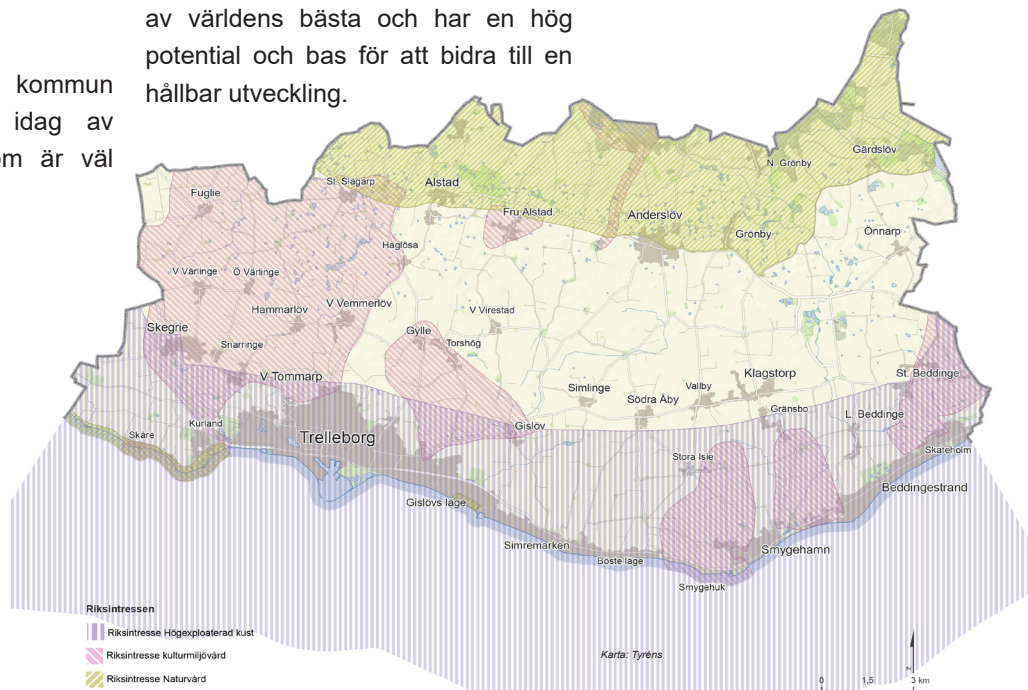 av världens bästa och har en hög
potential och bas för att bidra till en
hållbar utveckling.
kommun
idag av
om är väl
Fuglie
St. Slågarp
Alstad
Fru Alstad
Anderslöv
N. Grönby
Gärdslöv
Grönby
Önnarp
Haglösa
V Värlinge
Ö Värlinge
Hammarlöv
V Vemmerlöv
V Virestad
Skegrie
Snarringe
Gylle
Torshög
V Tommarp
Simlinge
Södra Åby
Vallby
Klagstorp
St. Beddinge
Gränsbo
L. Beddinge
Skåre
Kurland
Trelleborg
Gislöv
Stora Isie
Skateholm
Beddingestrand
Gislövs läge
Simremarken
Böste läge
Smygehamn
Smygehuk
Riksintressen
Riksintresse Högexploaterad kust
Riksintresse kulturmiljövård
Riksintresse Naturvård
Karta: Tyréns
0 1,5 3 km